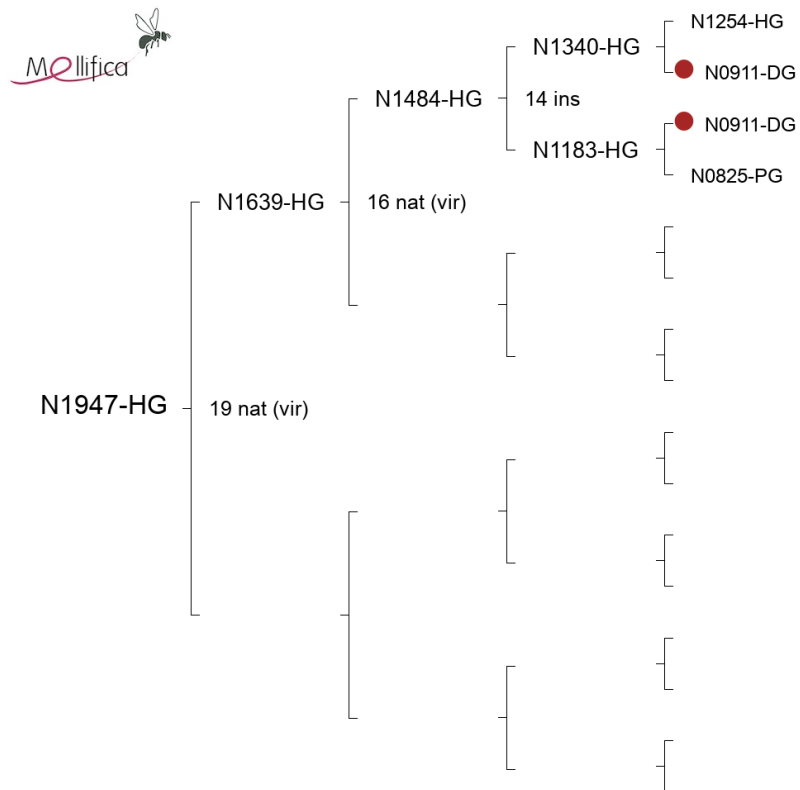 Mellifica
N1254-HG
N1340-HG
N0911-DG
N1484-HG
14 ins
N0911-DG
N1183-HG
N0825-PG
N1639-HG
16 nat (vir)
N1947-HG
19 nat (vir)